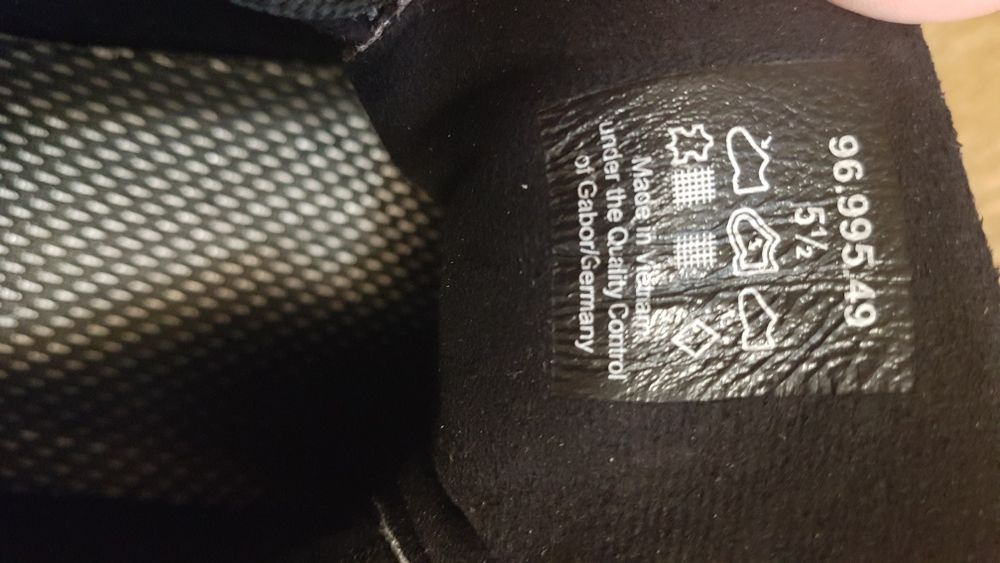 96.995.49
5½
Made in Vietnam
under the Quality Control
of Gabor/Germany